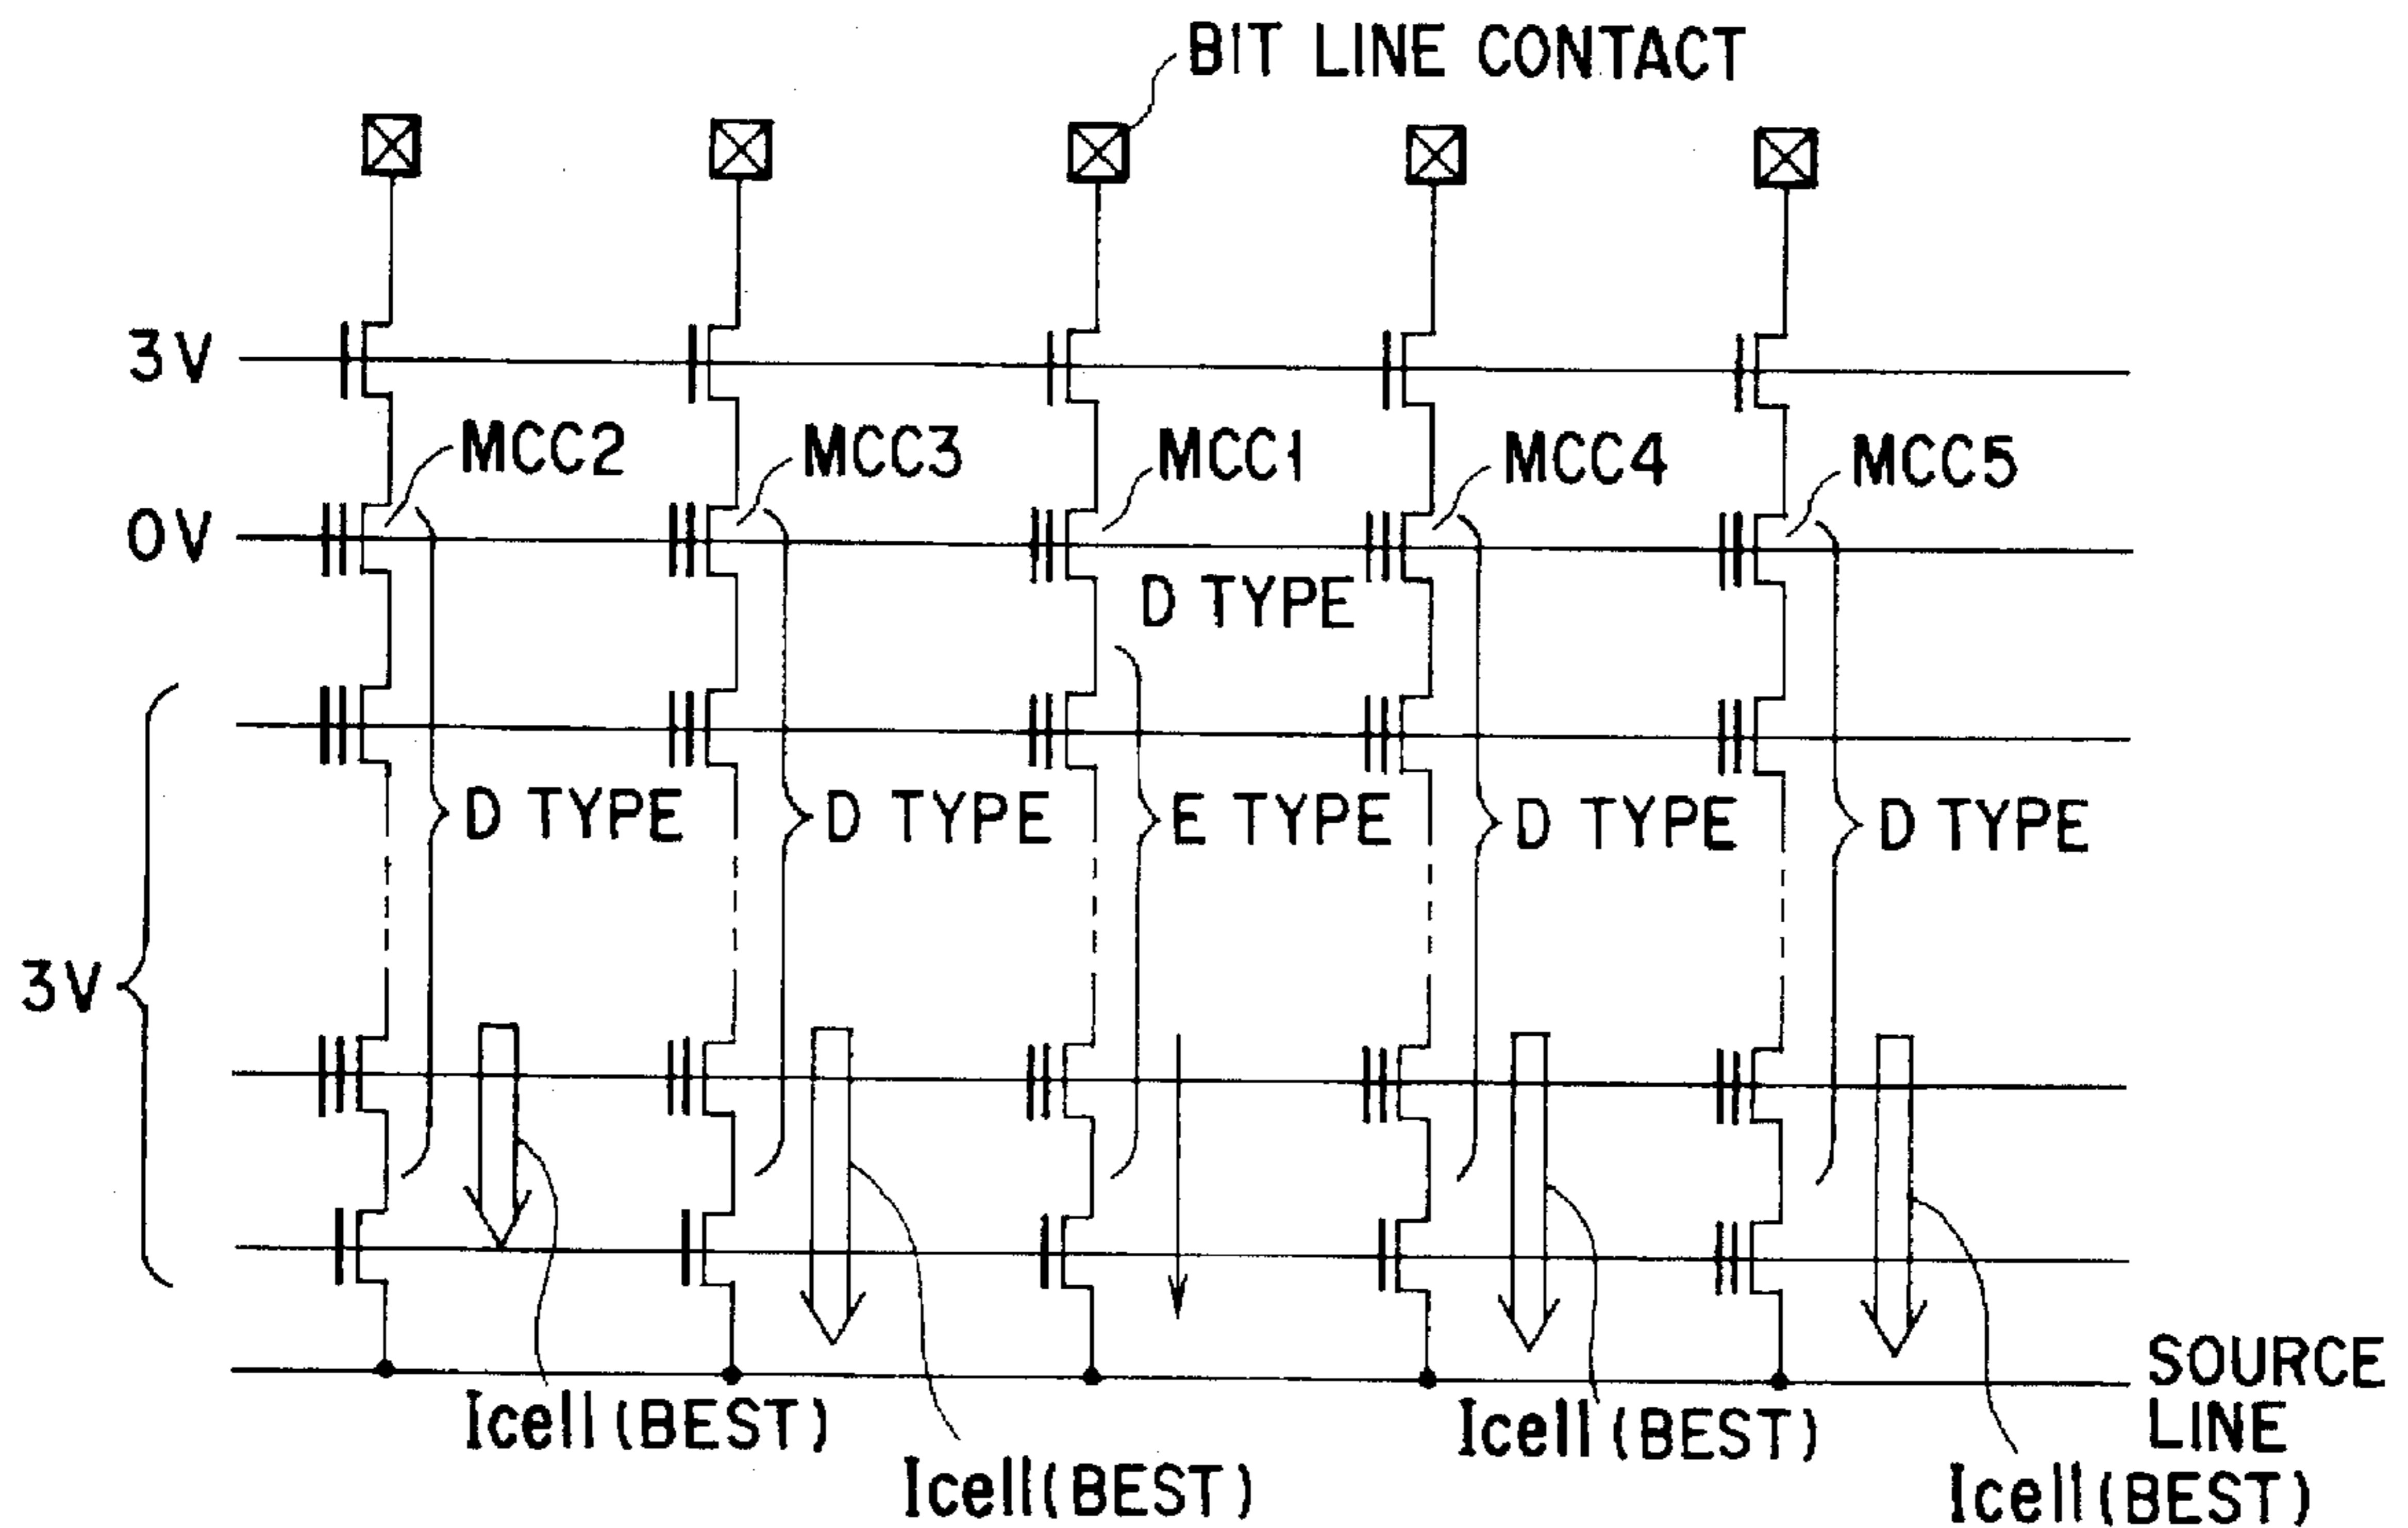 BIT LINE CONTACT
3V
MCC2
MCC3
MCC1
MCC4
MCC5
0V
D TYPE
D TYPE
D TYPE
E TYPE
D TYPE
D TYPE
3V
SOURCE
LINE
Icell (BEST)
Icell (BEST)
Icell (BEST)
Icell (BEST)